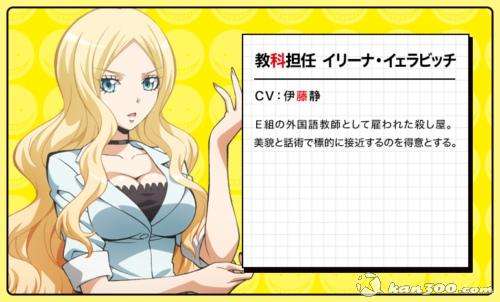 教科担任 イリーナ・イェラビッチ
CV：伊藤静
E組の外国語教師として雇われた殺し屋。
美貌と話術で標的に接近するのを得意とする。
kan300.com